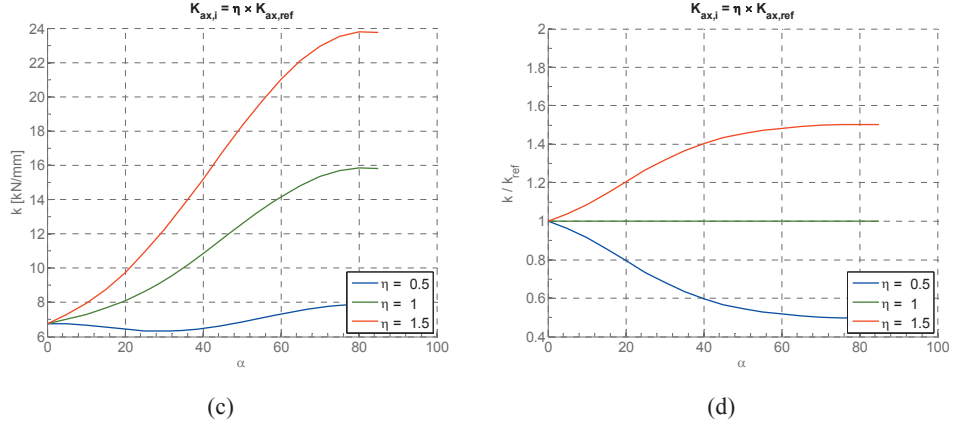 K_ax,i = η × K_ax,ref
24
22
20
18
16
14
12
10
8
6
k [kN/mm]
0
20
40
60
80
100
α
η = 0.5
η = 1
η = 1.5
(c)
K_ax,i = η × K_ax,ref
2
1.8
1.6
1.4
1.2
1
0.8
0.6
0.4
k / k_ref
0
20
40
60
80
100
α
η = 0.5
η = 1
η = 1.5
(d)